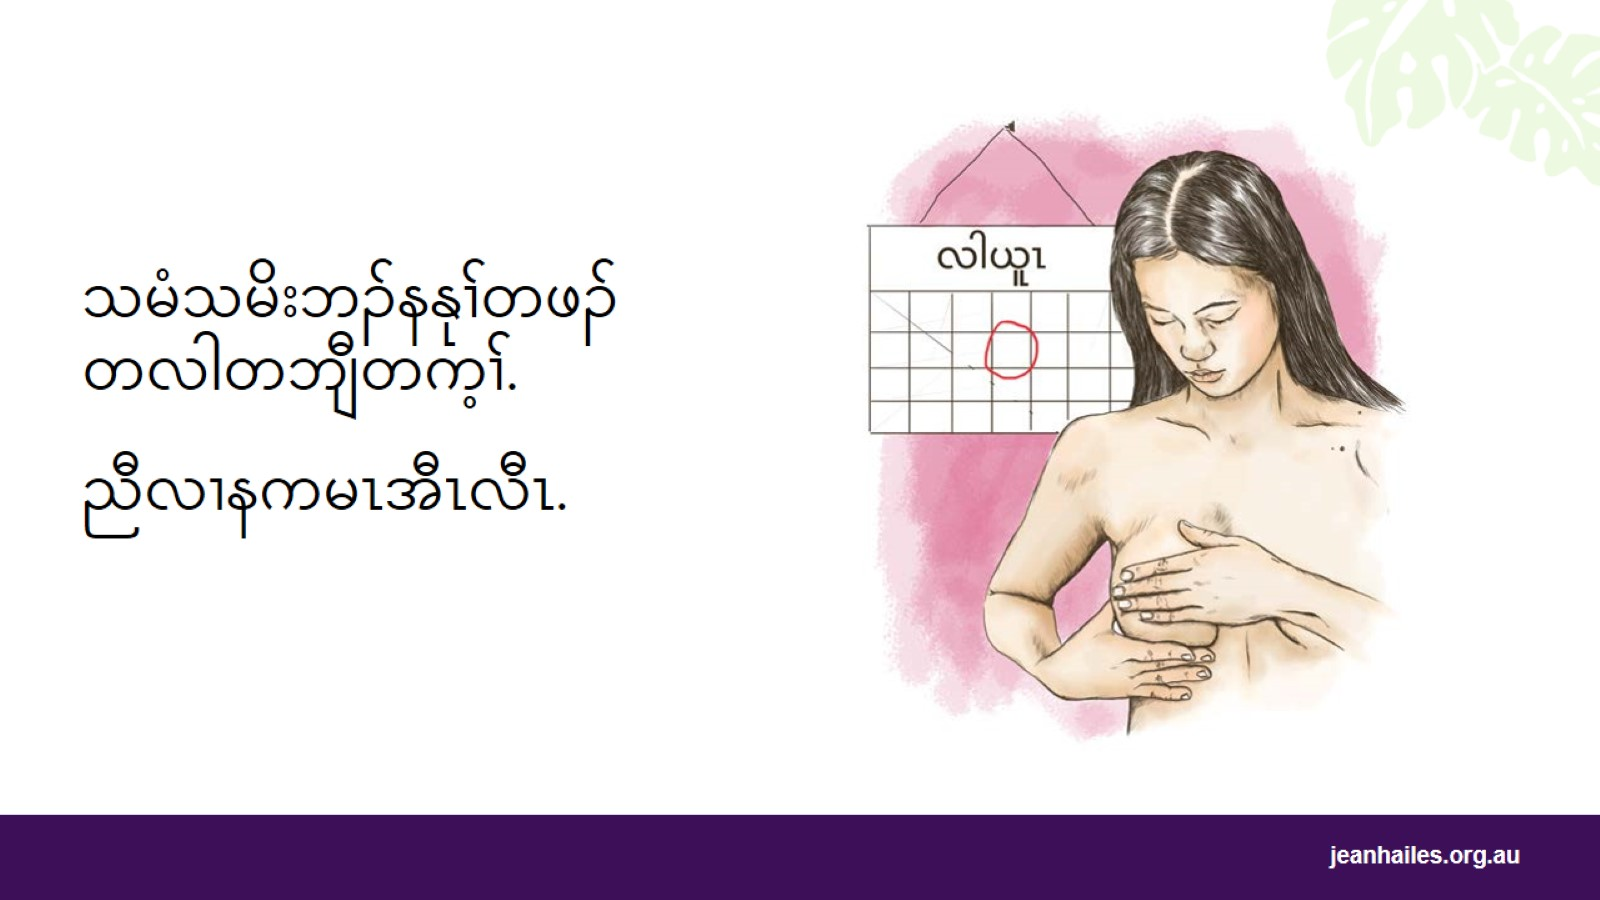 သမံသမိးဘၣ်နနုၢ်တဖၣ်
တလါတဘျီတက့ၢ်.
ညီလၢနကမၤအီၤလီၤ.
လါယူၤ
jeanhailes.org.au